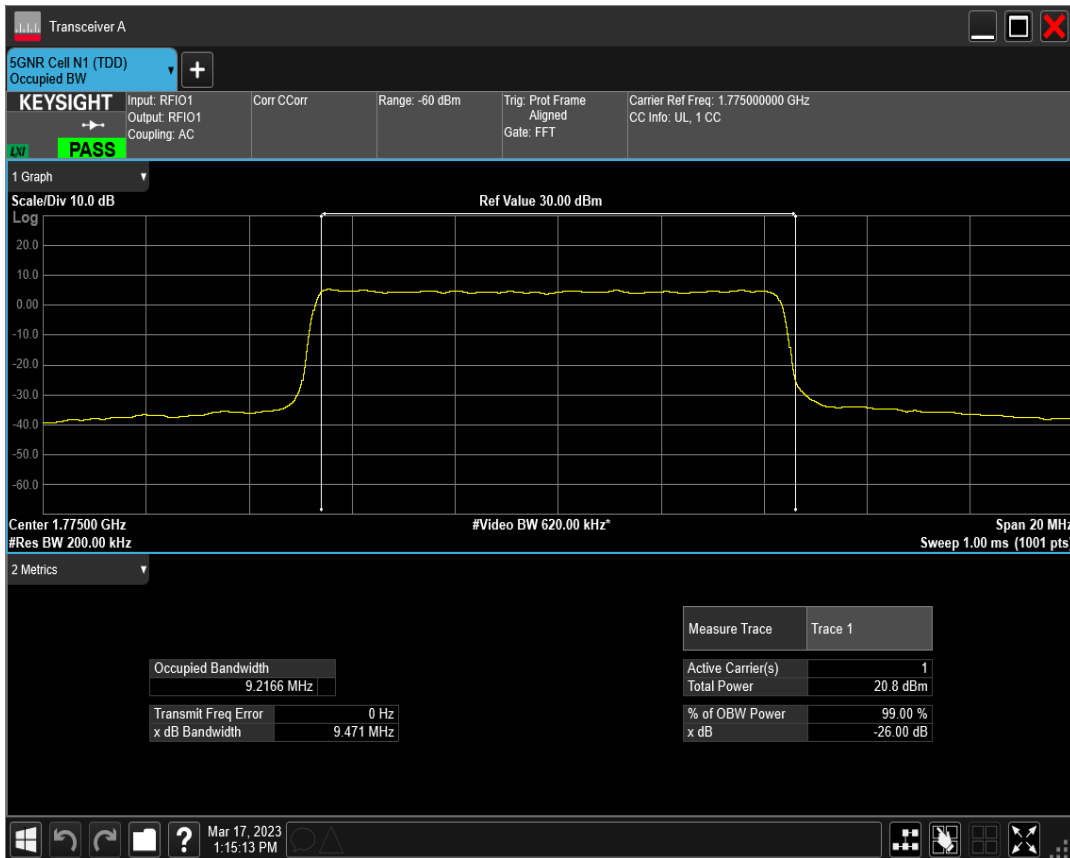 Transceiver A
5GNR Cell N1 (TDD)
Occupied BW
+
KEYSIGHT
LXI
PASS
Input: RFIO1
Output: RFIO1
Coupling: AC
Corr CCorr
Range: -60 dBm
Trig: Prot Frame
Aligned
Gate: FFT
Carrier Ref Freq: 1.775000000 GHz
CC Info: UL, 1 CC
1 Graph
Scale/Div 10.0 dB
Ref Value 30.00 dBm
Log
20.0
10.0
0.00
-10.0
-20.0
-30.0
-40.0
-50.0
-60.0
Center 1.77500 GHz
#Video BW 620.00 kHz*
Span 20 MHz
#Res BW 200.00 kHz
Sweep 1.00 ms (1001 pts)
2 Metrics
Measure Trace
Trace 1
Occupied Bandwidth
9.2166 MHz
Active Carrier(s)
1
Total Power
20.8 dBm
Transmit Freq Error
0 Hz
x dB Bandwidth
9.471 MHz
% of OBW Power
99.00 %
x dB
-26.00 dB
?
Mar 17, 2023
1:15:13 PM